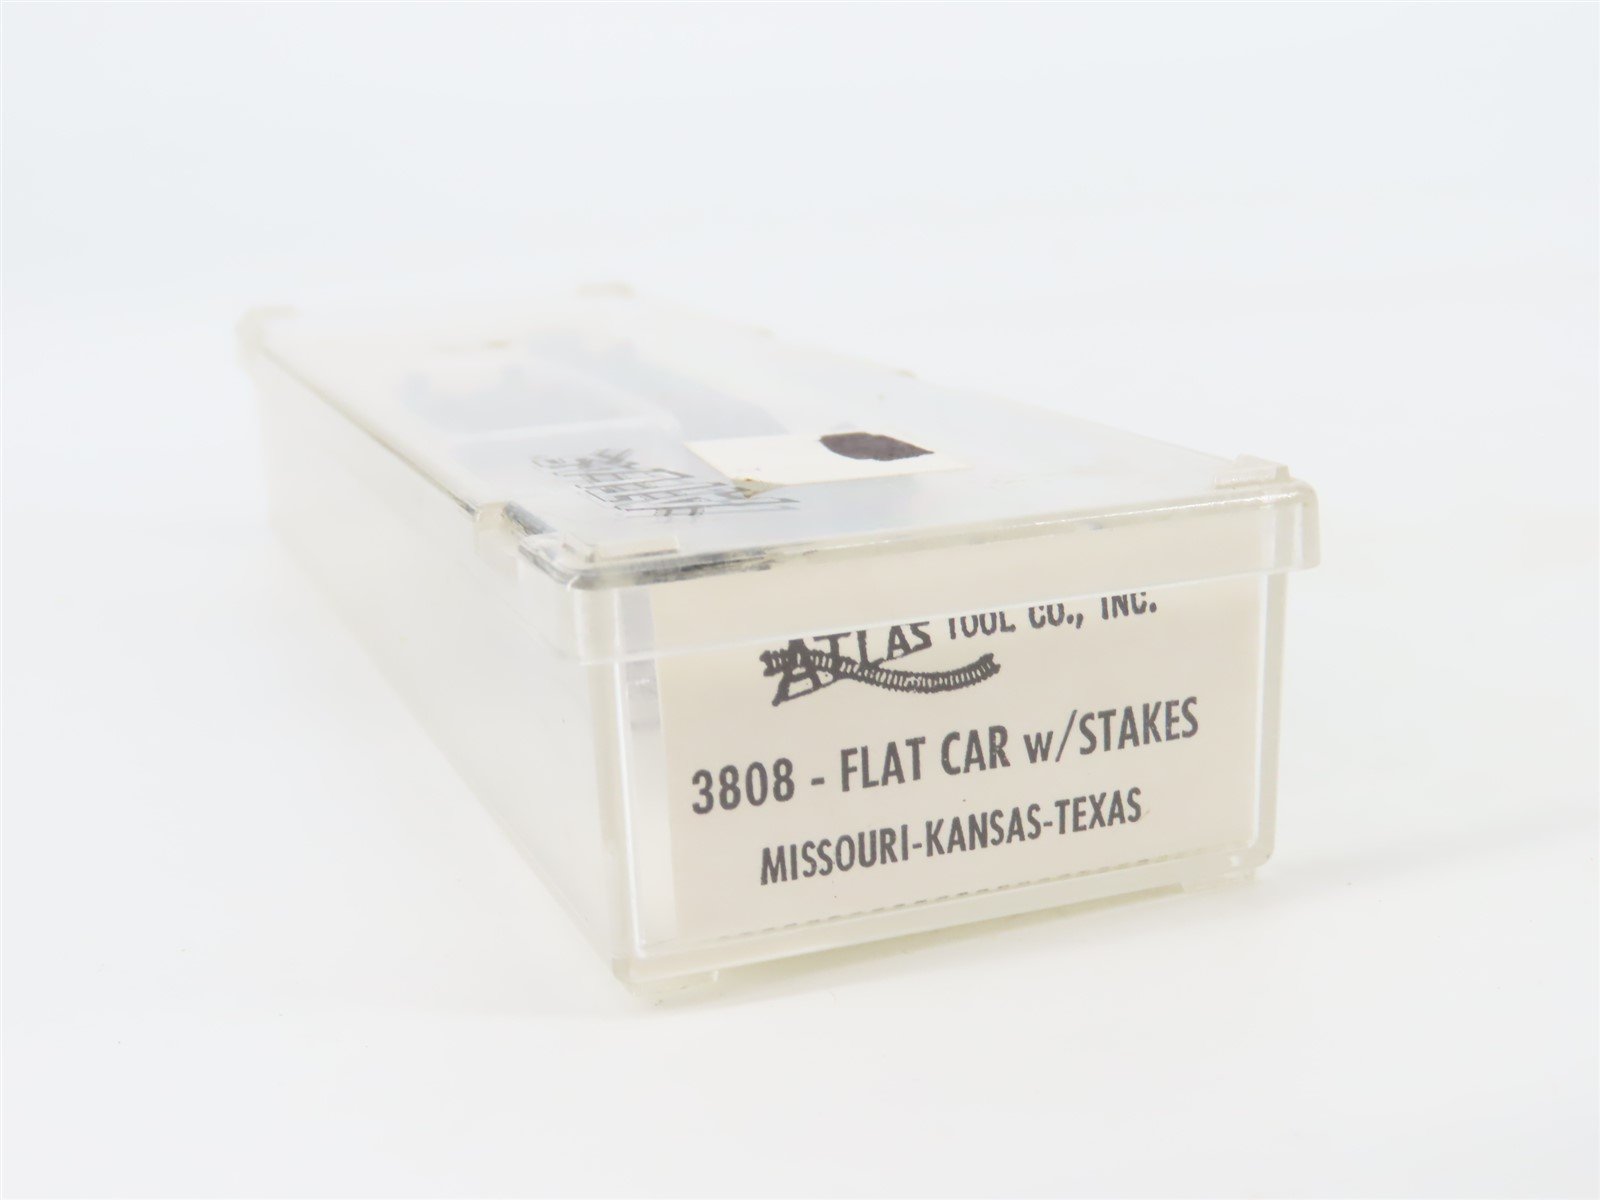 ATLAS TOOL CO., INC.
3808 - FLAT CAR w/STAKES
MISSOURI-KANSAS-TEXAS